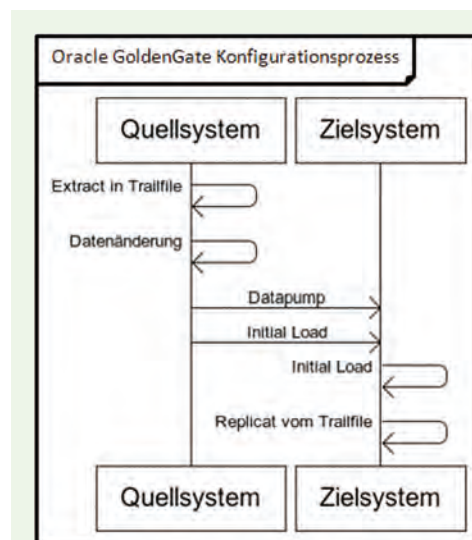 Oracle GoldenGate Konfigurationsprozess
Quellsystem
Zielsystem
Extract in Trailfile
Datenänderung
Datapump
Initial Load
Initial Load
Replicat vom Trailfile
Quellsystem
Zielsystem